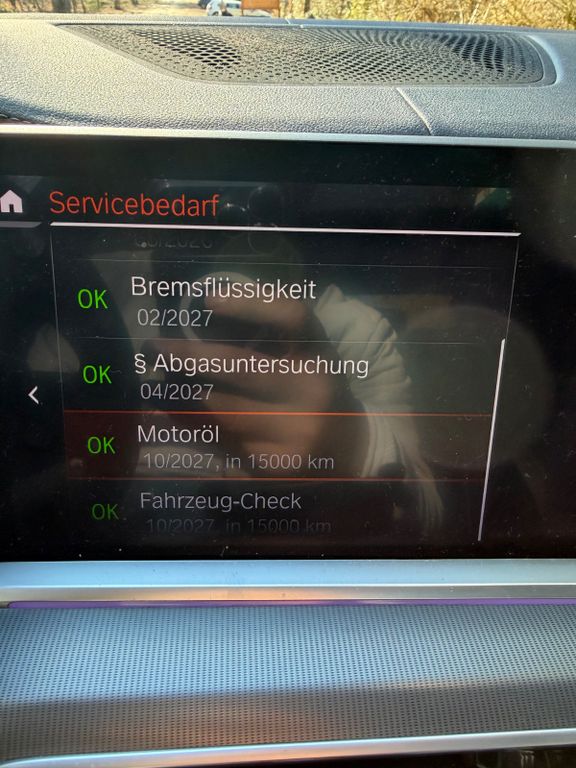 Servicebedarf
OK
Bremsflüssigkeit
02/2027
OK
§ Abgasuntersuchung
04/2027
OK
Motoröl
10/2027, in 15000 km
OK
Fahrzeug-Check
10/2027, in 15000 km